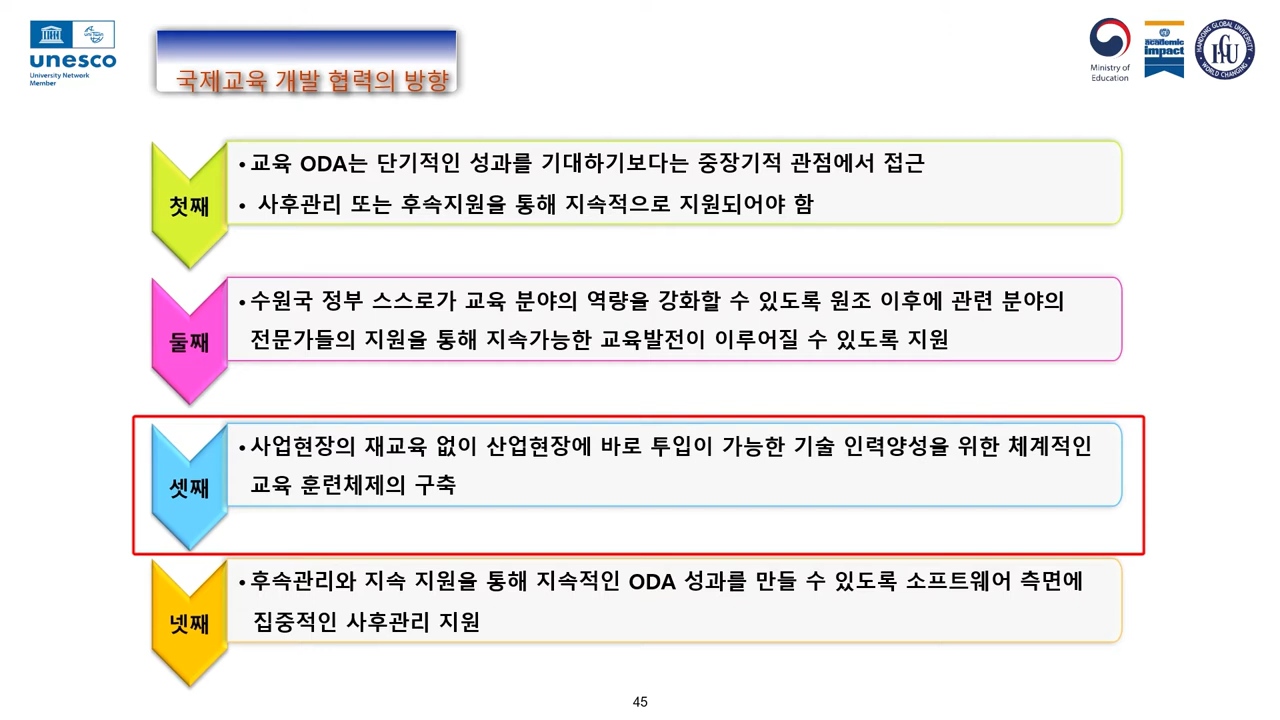 unesco
University Network
Member
국제교육 개발 협력의 방향
Ministry of
Education
academic
impact
HANDONG GLOBAL UNIVERSITY
WORLD CHANGING
첫째
• 교육 ODA는 단기적인 성과를 기대하기보다는 중장기적 관점에서 접근
• 사후관리 또는 후속지원을 통해 지속적으로 지원되어야 함
둘째
• 수원국 정부 스스로가 교육 분야의 역량을 강화할 수 있도록 원조 이후에 관련 분야의
전문가들의 지원을 통해 지속가능한 교육발전이 이루어질 수 있도록 지원
셋째
• 사업현장의 재교육 없이 산업현장에 바로 투입이 가능한 기술 인력양성을 위한 체계적인
교육 훈련체제의 구축
넷째
• 후속관리와 지속 지원을 통해 지속적인 ODA 성과를 만들 수 있도록 소프트웨어 측면에
집중적인 사후관리 지원
45